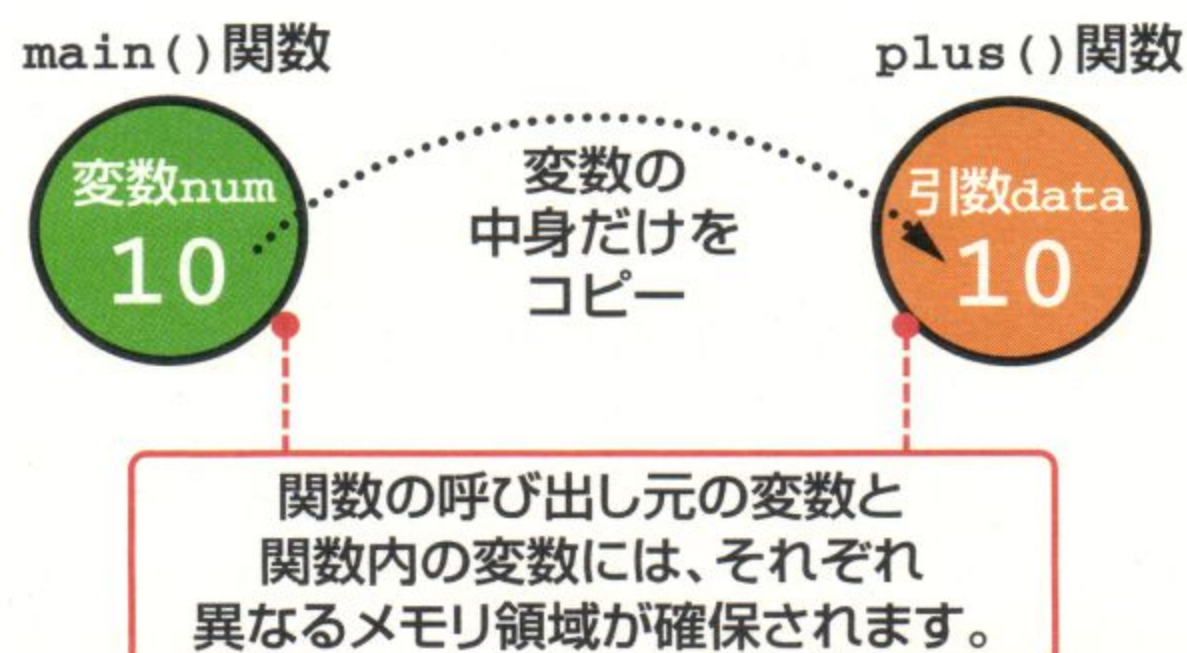 main()関数
plus()関数
変数num
10
変数の
中身だけを
コピー
引数data
10
関数の呼び出し元の変数と
関数内の変数には、それぞれ
異なるメモリ領域が確保されます。